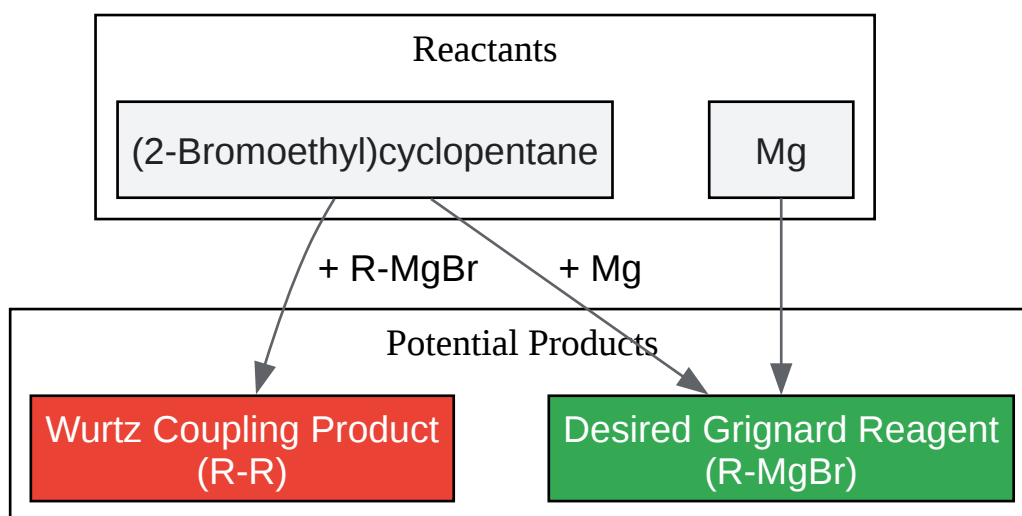 Reactants
(2-Bromoethyl)cyclopentane
Mg
+ R-MgBr
+ Mg
Potential Products
Wurtz Coupling Product
(R-R)
Desired Grignard Reagent
(R-MgBr)